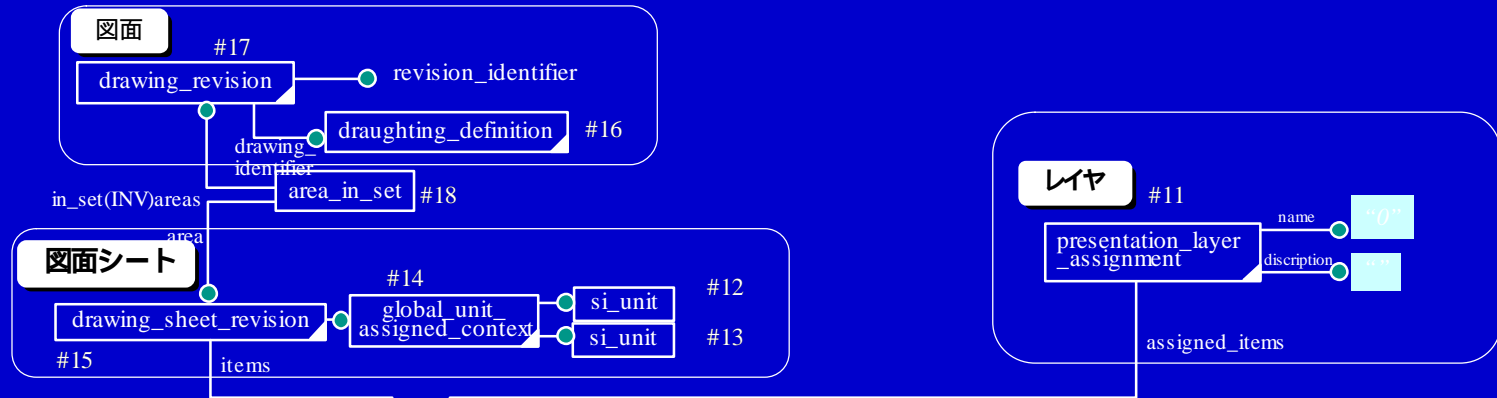 図面
#17
drawing_revision
revision_identifier
draughting_definition
#16
drawing_
identifier
in_set(INV)areas
area_in_set
#18
area
図面シート
#14
#12
global_unit_
assigned_context
si_unit
drawing_sheet_revision
si_unit
#13
#15
items
レイヤ
#11
name
“0”
presentation_layer
_assignment
discription
“”
assigned_items